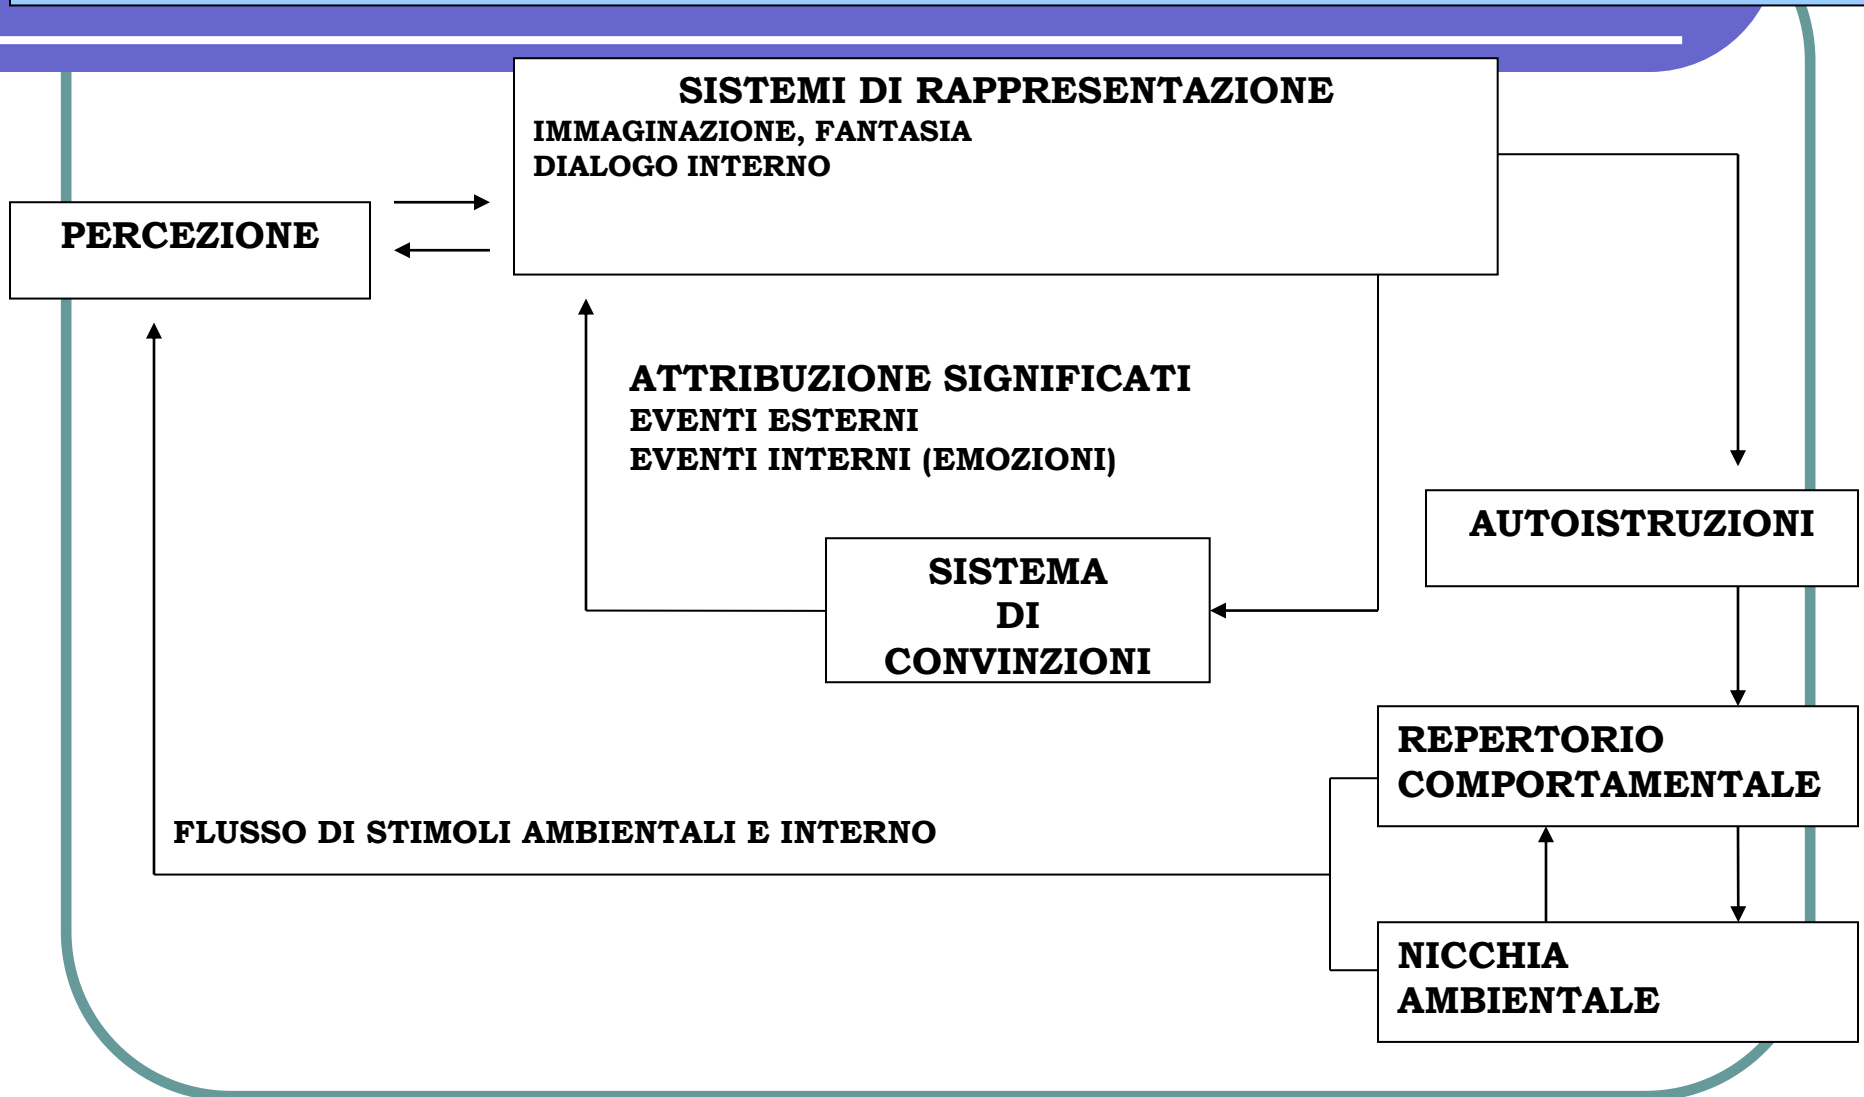 SISTEMI DI RAPPRESENTAZIONE
IMMAGINAZIONE, FANTASIA
DIALOGO INTERNO
PERCEZIONE
ATTRIBUZIONE SIGNIFICATI
EVENTI ESTERNI
EVENTI INTERNI (EMOZIONI)
AUTOISTRUZIONI
SISTEMA
DI
CONVINZIONI
REPERTORIO
COMPORTAMENTALE
FLUSSO DI STIMOLI AMBIENTALI E INTERNO
NICCHIA
AMBIENTALE